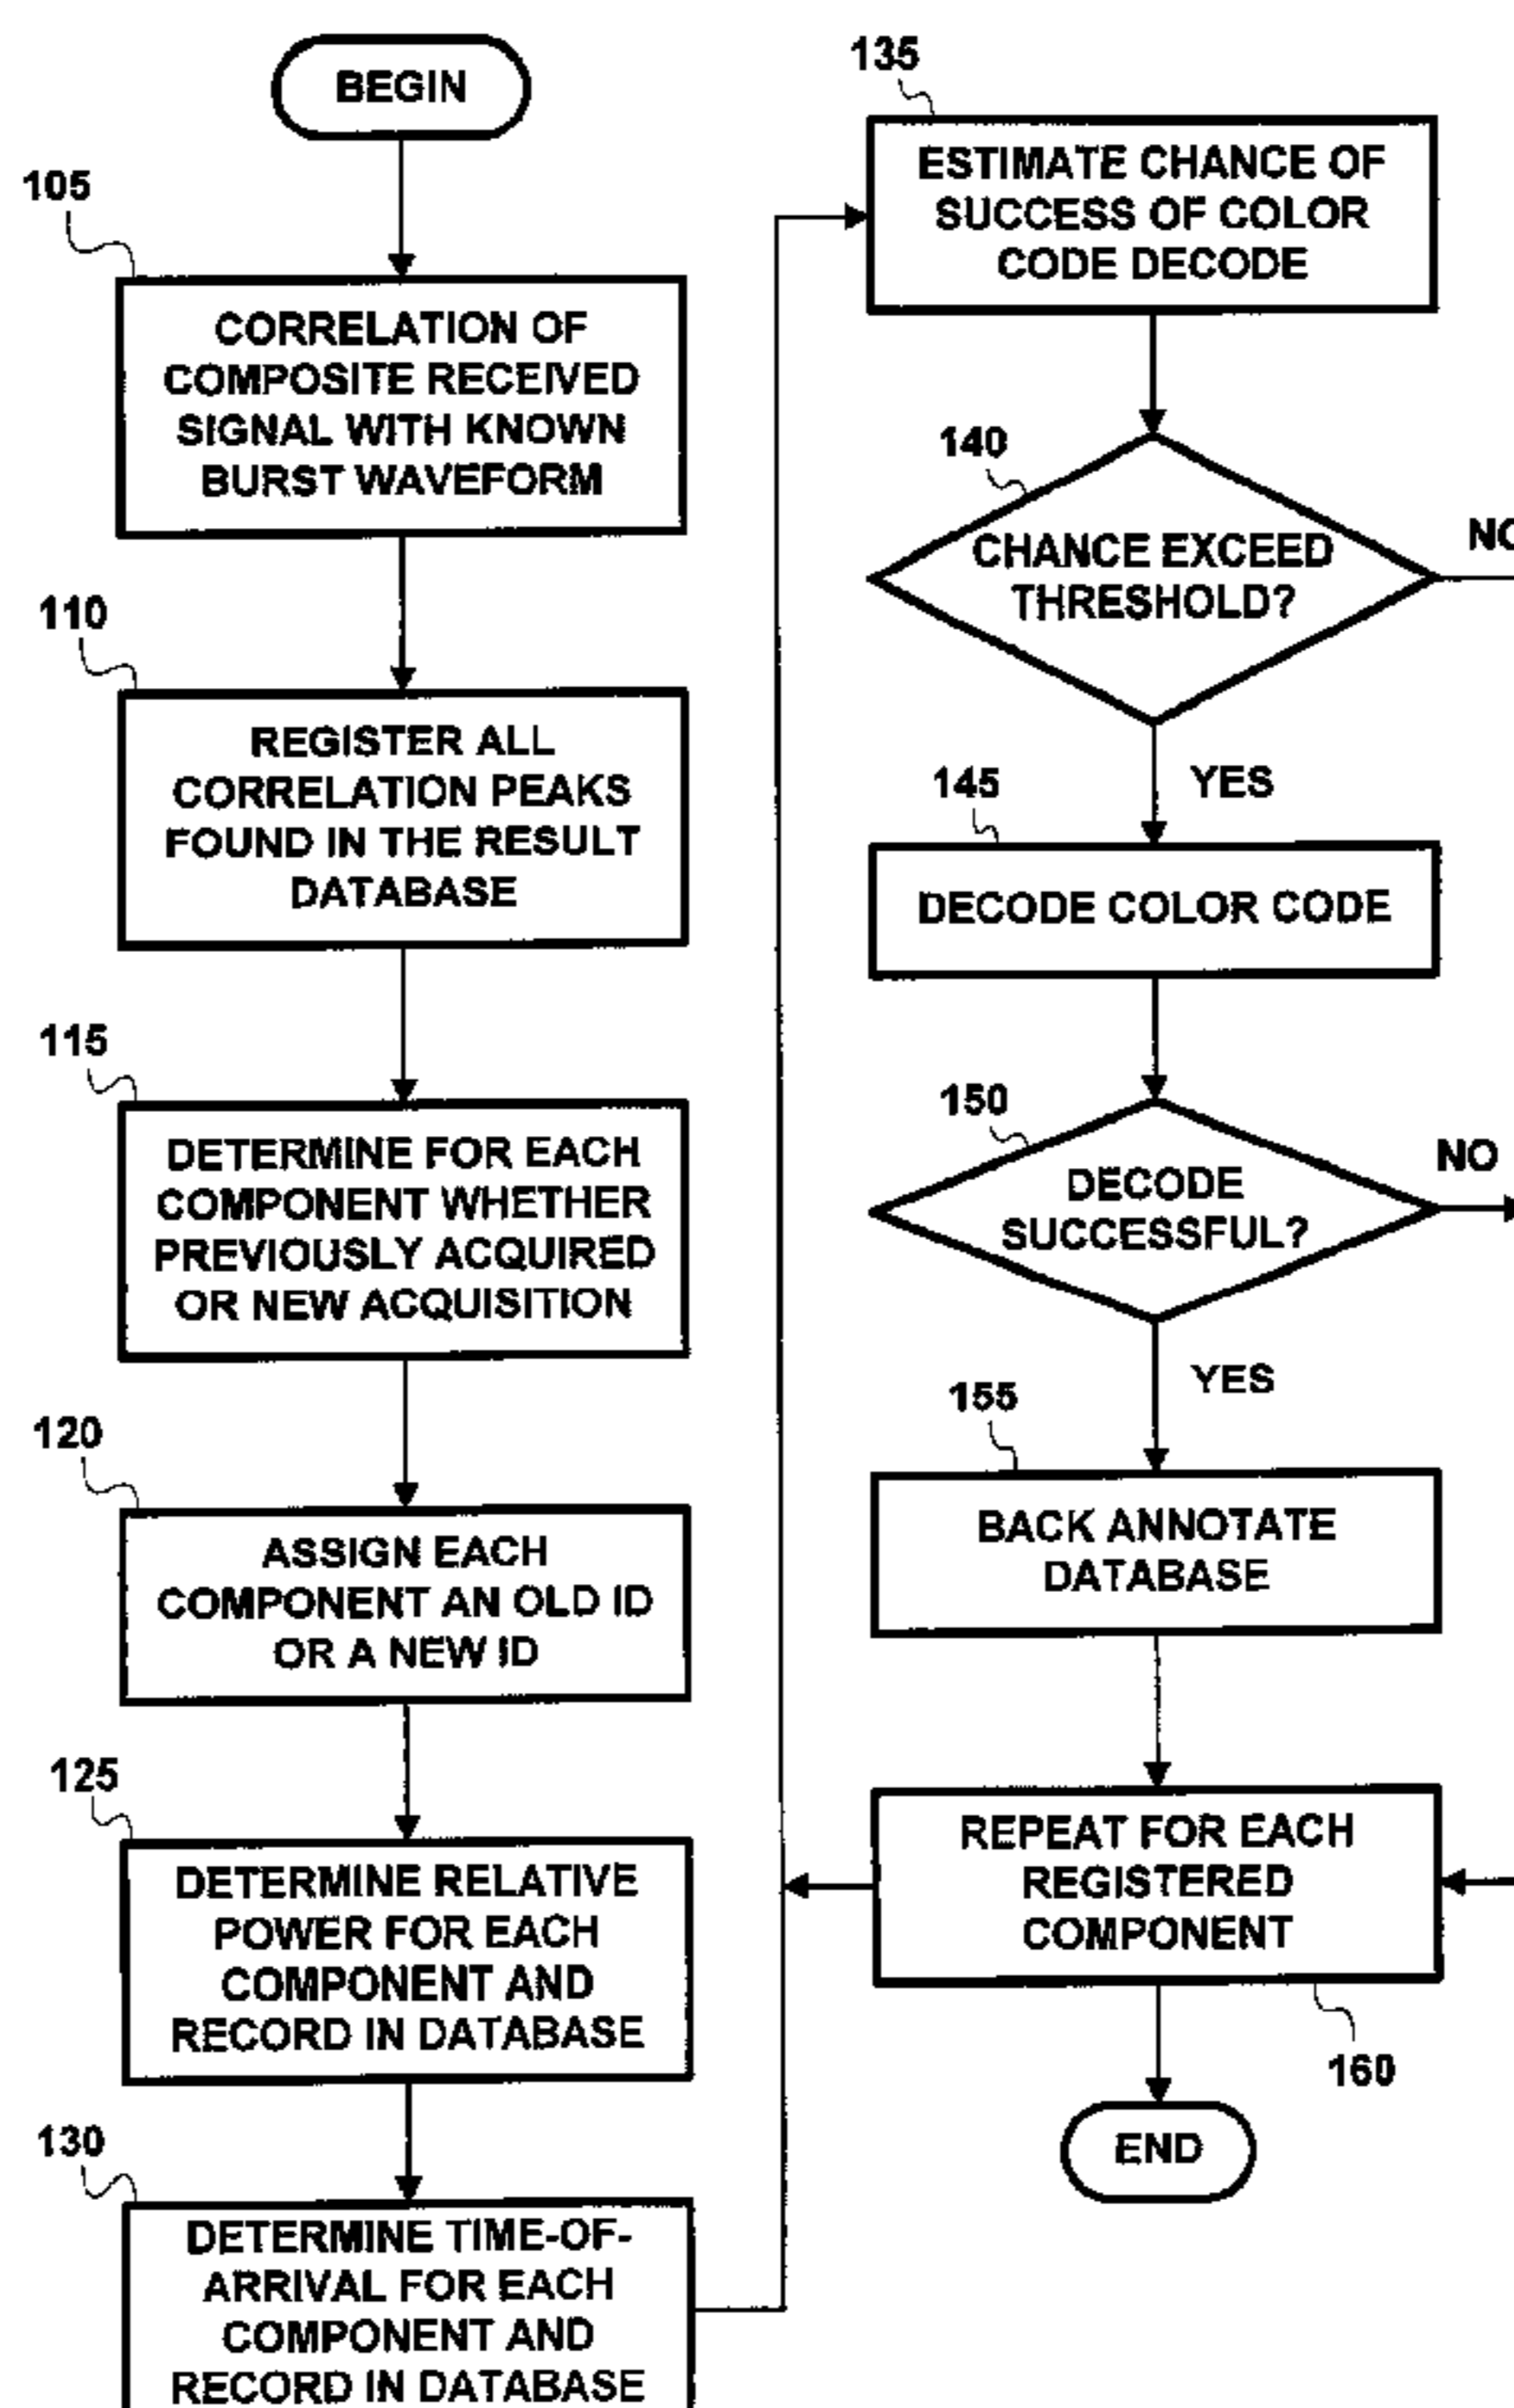 BEGIN
105
CORRELATION OF
COMPOSITE RECEIVED
SIGNAL WITH KNOWN
BURST WAVEFORM
110
REGISTER ALL
CORRELATION PEAKS
FOUND IN THE RESULT
DATABASE
115
DETERMINE FOR EACH
COMPONENT WHETHER
PREVIOUSLY ACQUIRED
OR NEW ACQUISITION
120
ASSIGN EACH
COMPONENT AN OLD ID
OR A NEW ID
125
DETERMINE RELATIVE
POWER FOR EACH
COMPONENT AND
RECORD IN DATABASE
130
DETERMINE TIME-OF-
ARRIVAL FOR EACH
COMPONENT AND
RECORD IN DATABASE
135
ESTIMATE CHANCE OF
SUCCESS OF COLOR
CODE DECODE
140
CHANCE EXCEED
THRESHOLD?
NO
YES
145
DECODE COLOR CODE
150
DECODE
SUCCESSFUL?
NO
YES
155
BACK ANNOTATE
DATABASE
REPEAT FOR EACH
REGISTERED
COMPONENT
160
END